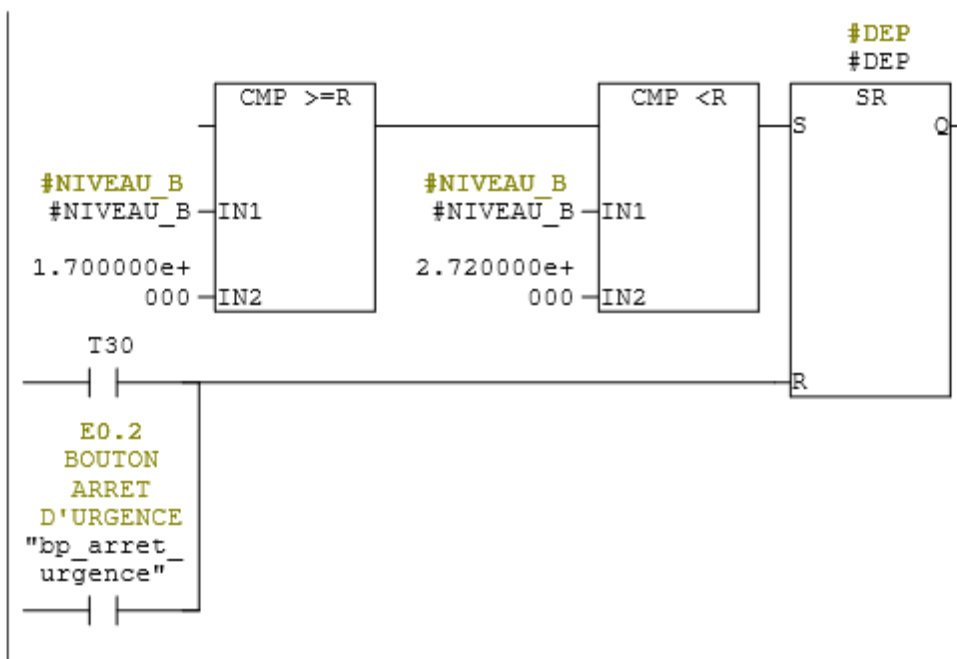 #DEP
#DEP
CMP >=R
CMP <R
SR
S
Q
#NIVEAU_B
#NIVEAU_B
IN1
#NIVEAU_B
#NIVEAU_B
IN1
1.700000e+
000
IN2
2.720000e+
000
IN2
T30
R
E0.2
BOUTON
ARRET
D'URGENCE
"bp_arret_
urgence"